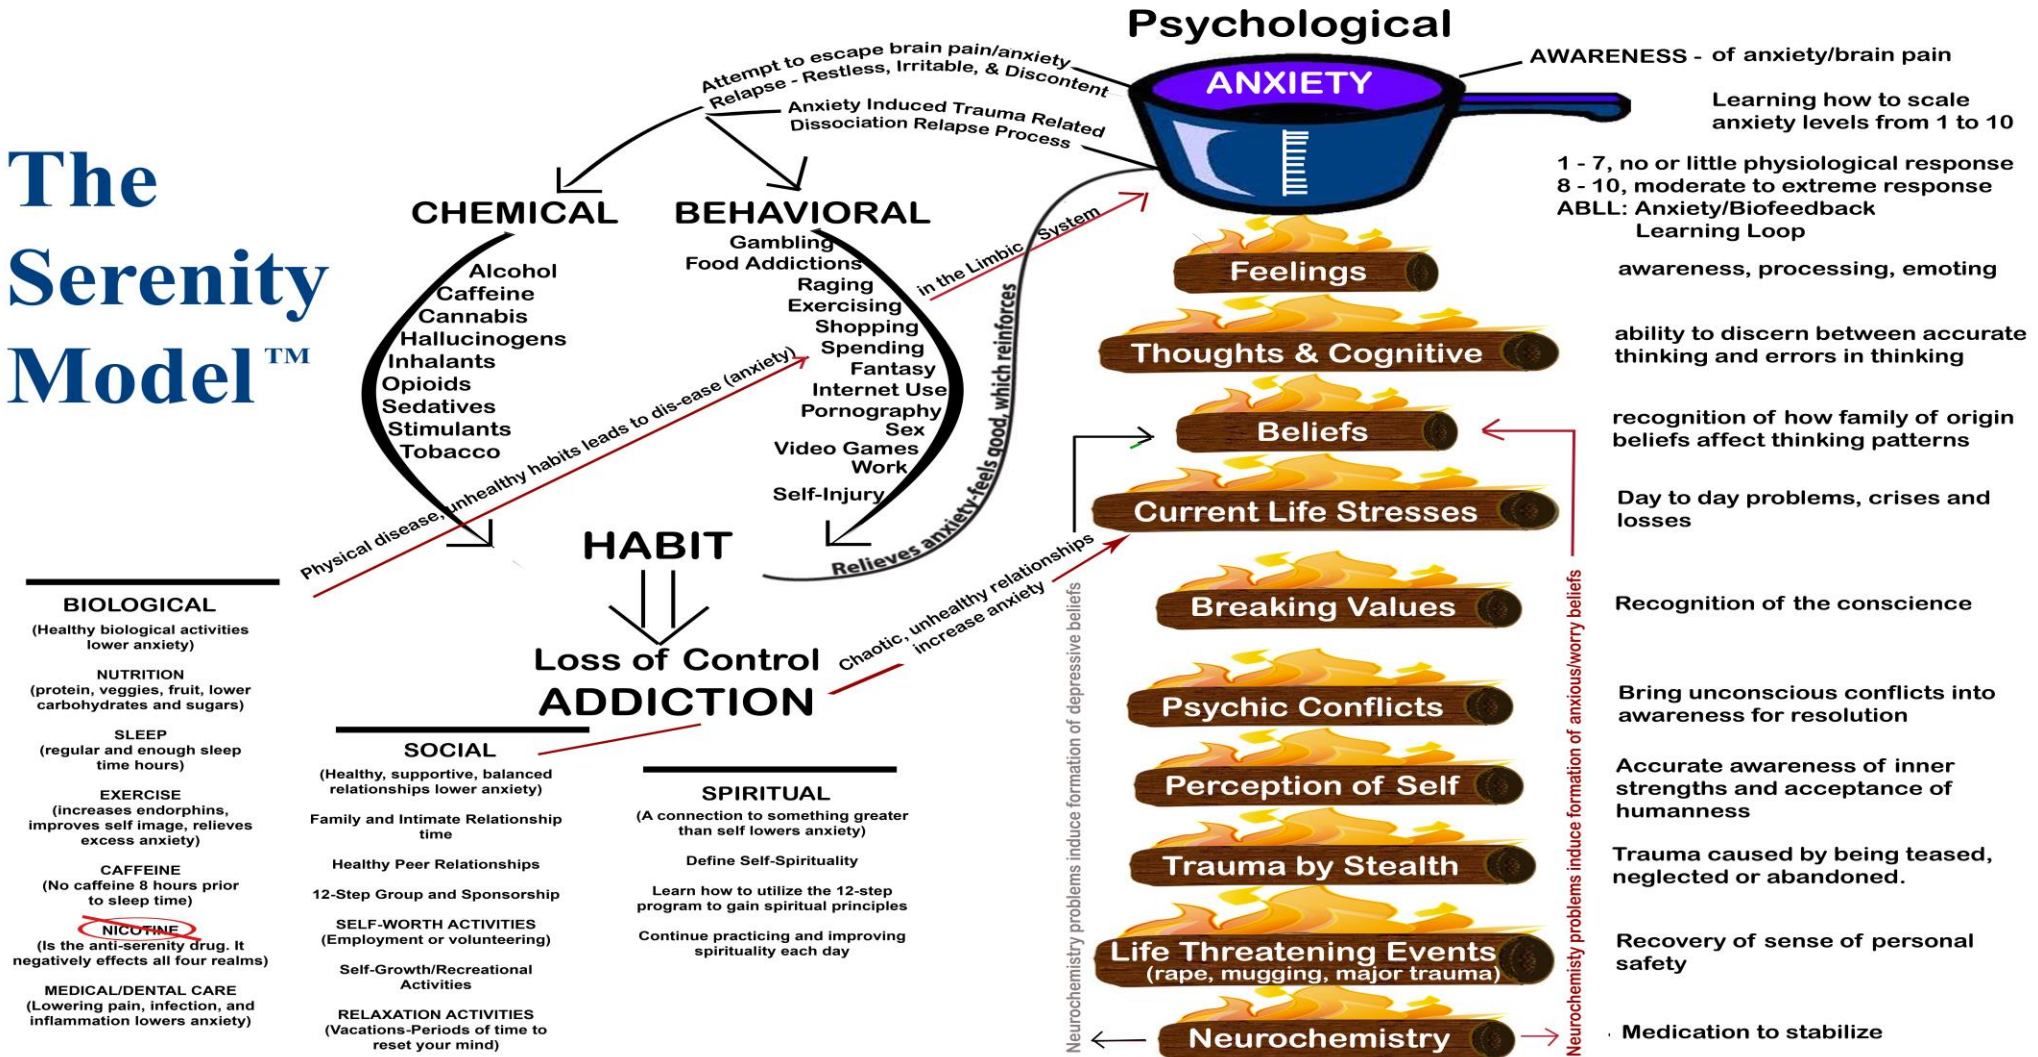 The
Serenity
Model™
Psychological
ANXIETY
AWARENESS - of anxiety/brain pain
Learning how to scale
anxiety levels from 1 to 10
1 - 7, no or little physiological response
8 - 10, moderate to extreme response
ABLL: Anxiety/Biofeedback
Learning Loop
Attempt to escape brain pain/anxiety
Relapse - Restless, Irritable, & Discontent
Anxiety Induced Trauma Related
Dissociation Relapse Process
CHEMICAL
Alcohol
Caffeine
Cannabis
Hallucinogens
Inhalants
Opioids
Sedatives
Stimulants
Tobacco
BEHAVIORAL
Gambling
Food Addictions
Raging
Exercising
Shopping
Spending
Fantasy
Internet Use
Pornography
Sex
Video Games
Work
Self-Injury
Physical disease, unhealthy habits leads to dis-ease (anxiety)
in the Limbic System
Relieves anxiety-feels good, which reinforces
HABIT
Loss of Control
ADDICTION
Chaotic, unhealthy relationships
increase anxiety
BIOLOGICAL
(Healthy biological activities
lower anxiety)
NUTRITION
(protein, veggies, fruit, lower
carbohydrates and sugars)
SLEEP
(regular and enough sleep
time hours)
EXERCISE
(increases endorphins,
improves self image, relieves
excess anxiety)
CAFFEINE
(No caffeine 8 hours prior
to sleep time)
NICOTINE
(Is the anti-serenity drug. It
negatively effects all four realms)
MEDICAL/DENTAL CARE
(Lowering pain, infection, and
inflammation lowers anxiety)
SOCIAL
(Healthy, supportive, balanced
relationships lower anxiety)
Family and Intimate Relationship
time
Healthy Peer Relationships
12-Step Group and Sponsorship
SELF-WORTH ACTIVITIES
(Employment or volunteering)
Self-Growth/Recreational
Activities
RELAXATION ACTIVITIES
(Vacations-Periods of time to
reset your mind)
SPIRITUAL
(A connection to something greater
than self lowers anxiety)
Define Self-Spirituality
Learn how to utilize the 12-step
program to gain spiritual principles
Continue practicing and improving
spirituality each day
Feelings
awareness, processing, emoting
Thoughts & Cognitive
ability to discern between accurate
thinking and errors in thinking
Beliefs
recognition of how family of origin
beliefs affect thinking patterns
Current Life Stresses
Day to day problems, crises and
losses
Breaking Values
Recognition of the conscience
Psychic Conflicts
Bring unconscious conflicts into
awareness for resolution
Perception of Self
Accurate awareness of inner
strengths and acceptance of
humanness
Trauma by Stealth
Trauma caused by being teased,
neglected or abandoned.
Life Threatening Events
(rape, mugging, major trauma)
Recovery of sense of personal
safety
Neurochemistry
Medication to stabilize
Neurochemistry problems induce formation of depressive beliefs
Neurochemisty problems induce formation of anxious/worry beliefs